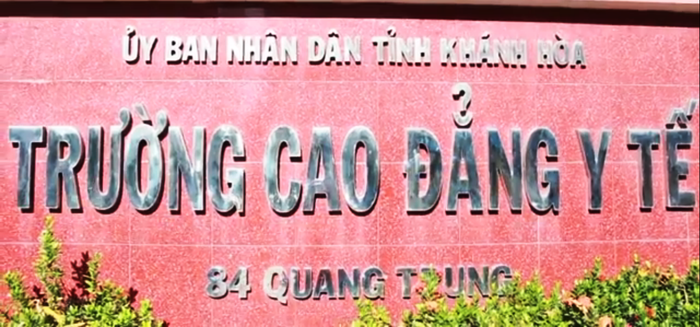 ỦY BAN NHÂN DÂN TỈNH KHÁNH HÒA
TRƯỜNG CAO ĐẲNG Y TẾ
84 QUANG TRUNG